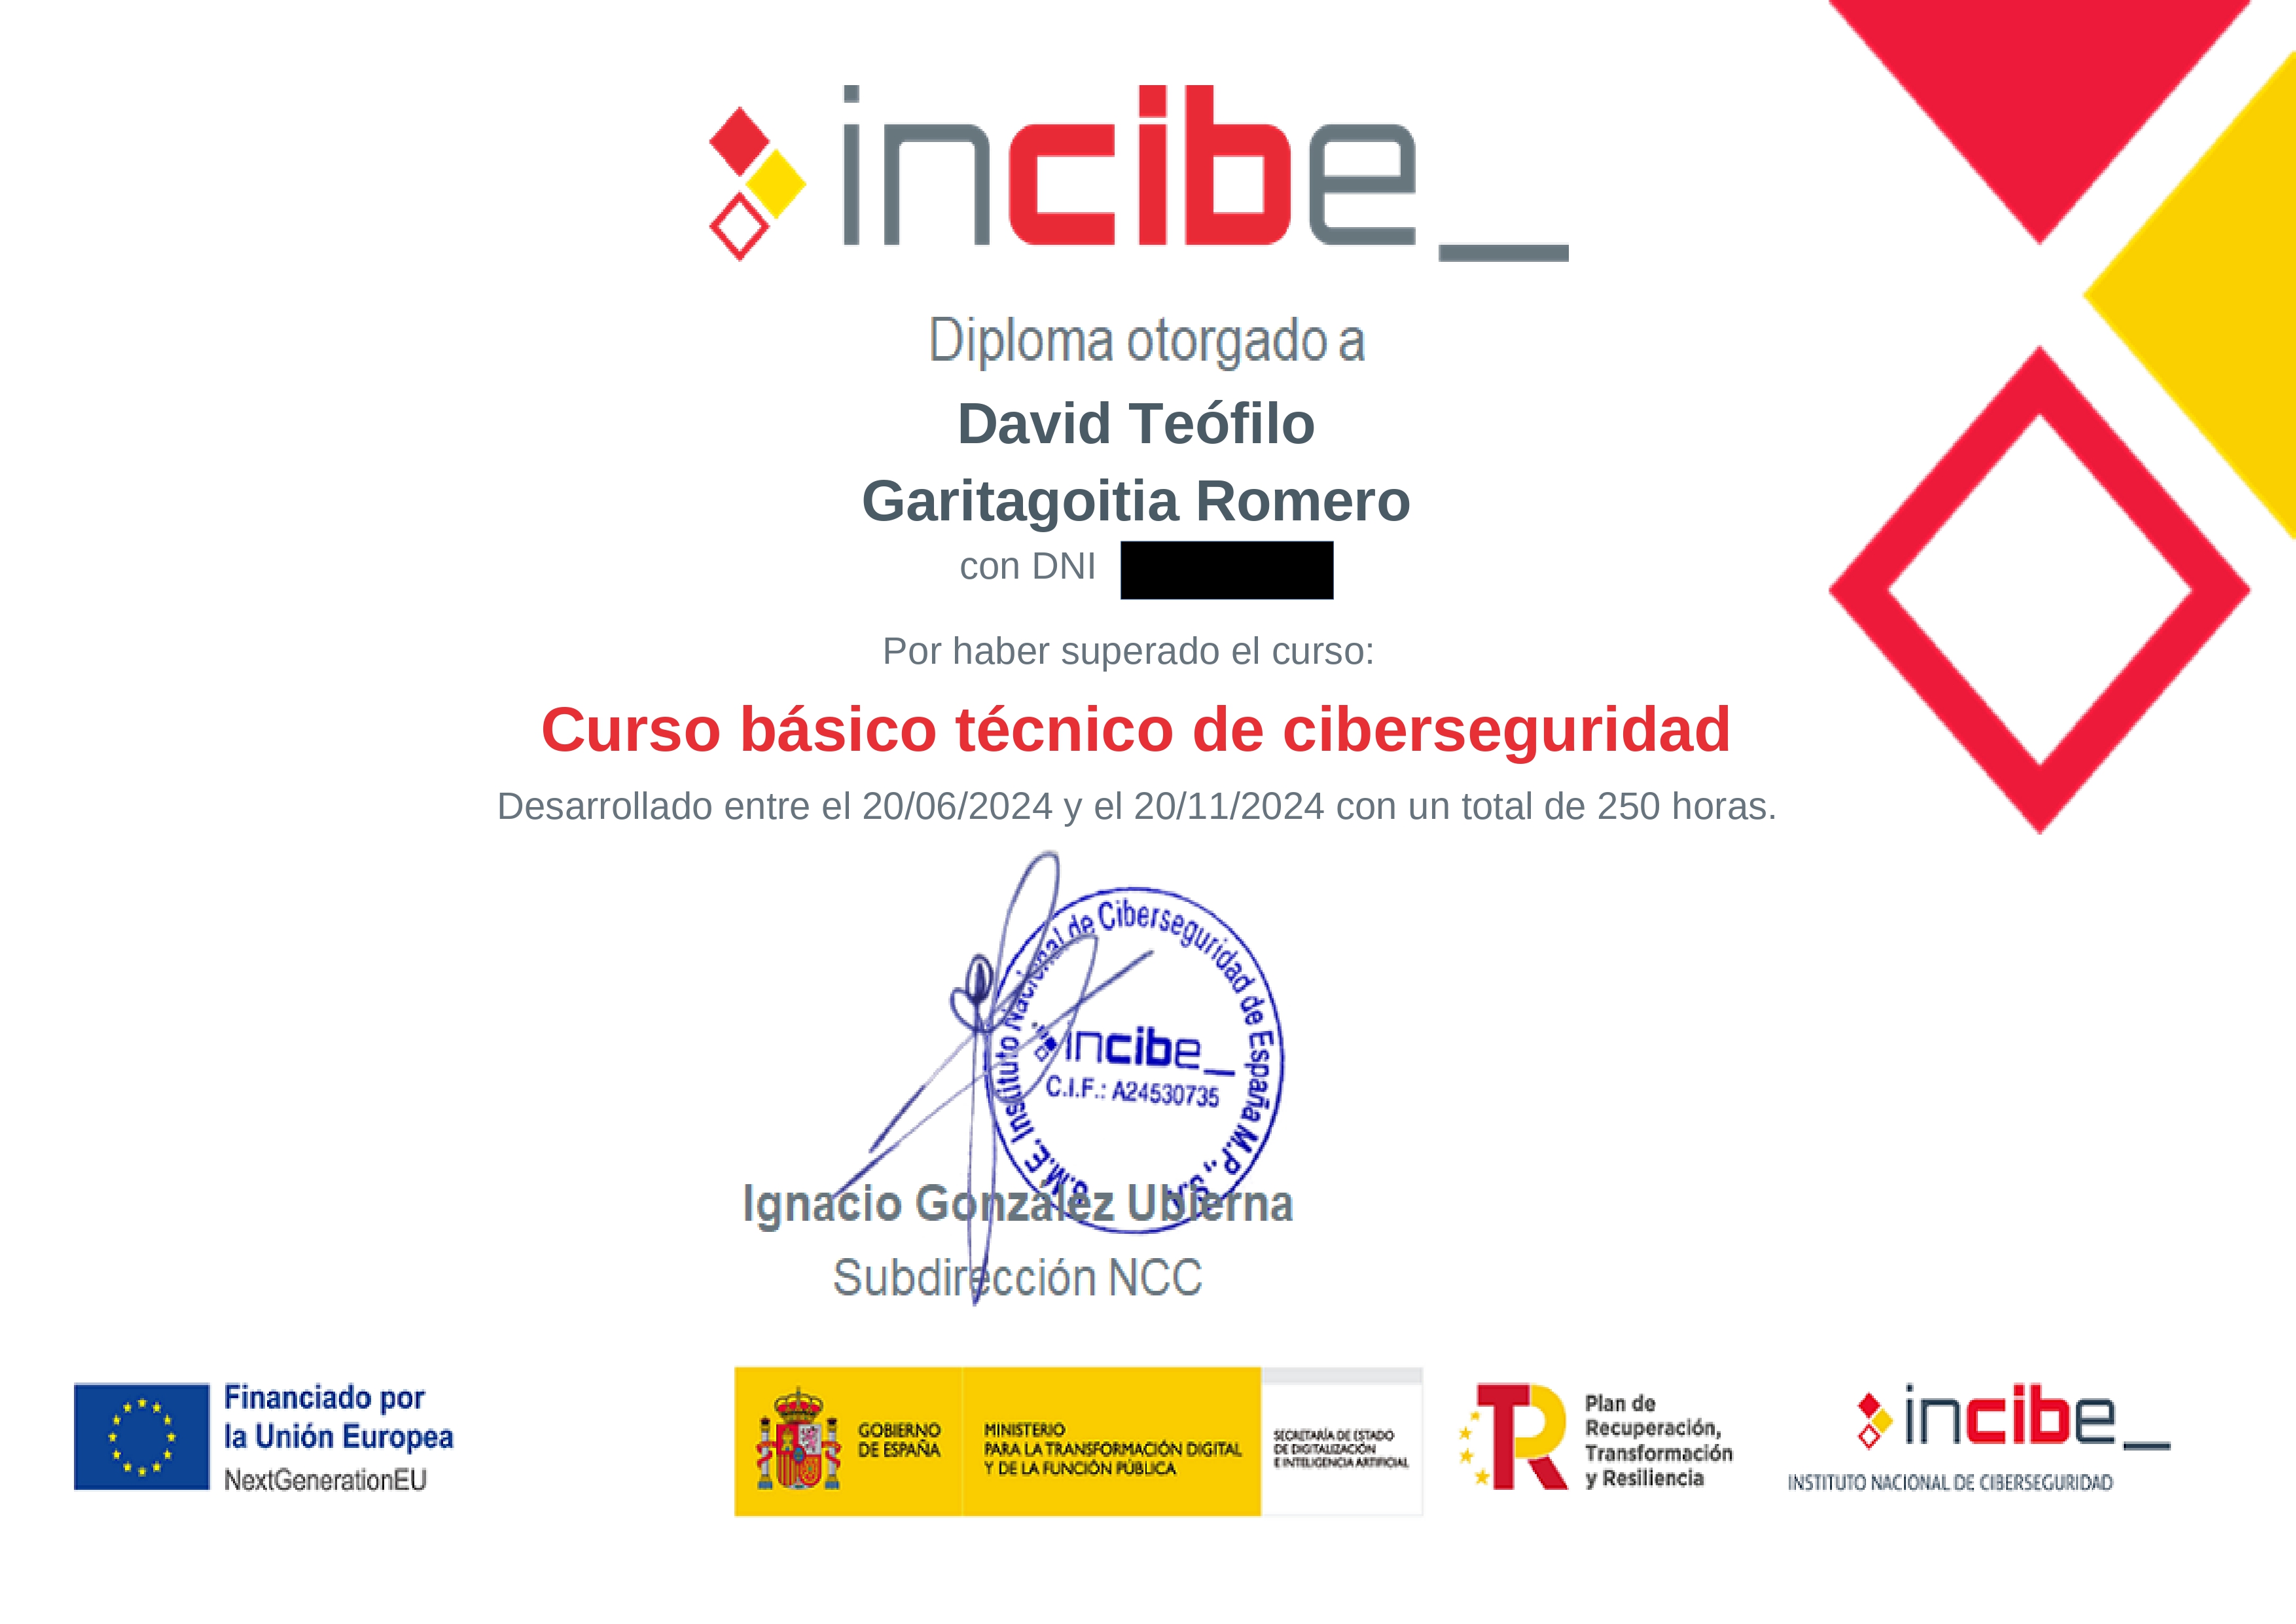 incibe_
Diploma otorgado a
David Teófilo
Garitagoitia Romero
con DNI
Por haber superado el curso:
Curso básico técnico de ciberseguridad
Desarrollado entre el 20/06/2024 y el 20/11/2024 con un total de 250 horas.
S.M.E. Instituto Nacional de Ciberseguridad de España M.P., S.A.
incibe_
C.I.F.: A24530735
Ignacio González Ubierna
Subdirección NCC
Financiado por
la Unión Europea
NextGenerationEU
GOBIERNO
DE ESPAÑA
MINISTERIO
PARA LA TRANSFORMACIÓN DIGITAL
Y DE LA FUNCIÓN PÚBLICA
SECRETARÍA DE ESTADO
DE DIGITALIZACIÓN
E INTELIGENCIA ARTIFICIAL
TR
Plan de
Recuperación,
Transformación
y Resiliencia
incibe_
INSTITUTO NACIONAL DE CIBERSEGURIDAD